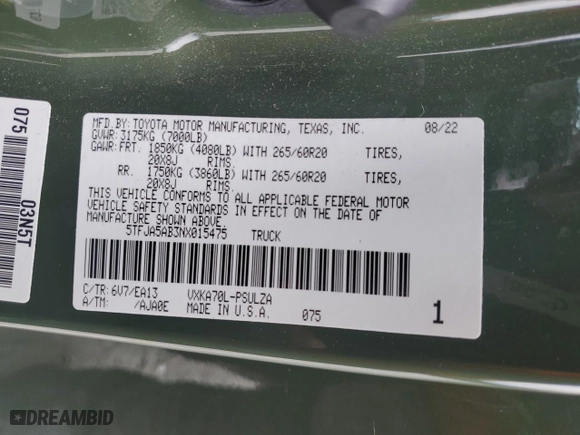 MFD.BY:TOYOTA MOTOR MANUFACTURING, TEXAS, INC. 08/22
GVWR:3175KG (7000LB)
GAWR:FRT. 1850KG (4080LB) WITH 265/60R20 TIRES,
20X8J RIMS.
RR. 1750KG (3860LB) WITH 265/60R20 TIRES,
20X8J RIMS.
THIS VEHICLE CONFORMS TO ALL APPLICABLE FEDERAL MOTOR
VEHICLE SAFETY STANDARDS IN EFFECT ON THE DATE OF
MANUFACTURE SHOWN ABOVE.
5TFJA5AB3NX015475 TRUCK
C/TR:6V7/EA13 VXKA70L-PSULZA
A/TM: /AJA0E MADE IN U.S.A. 075 1
075 03N5T
DREAMBID